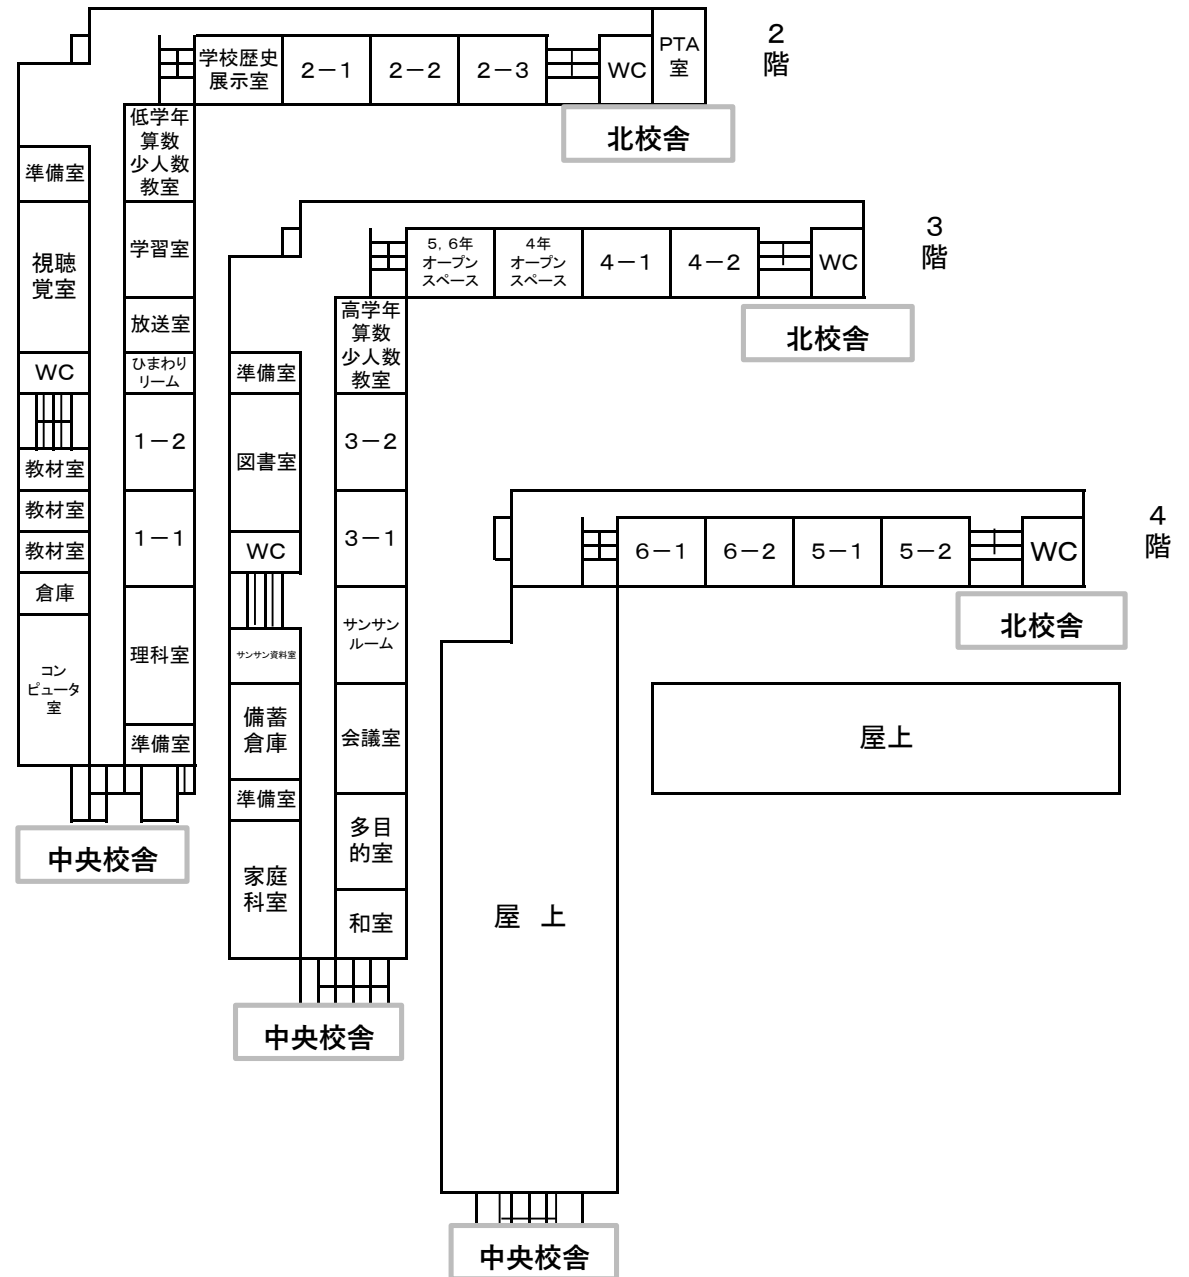 2
階
学校歴史
展示室
2－1
2－2
2－3
WC
PTA
室
北校舎
低学年
算数
少人数
教室
準備室
学習室
視聴
覚室
放送室
WC
ひまわり
リーム
1－2
教材室
教材室
1－1
教材室
倉庫
理科室
コン
ピュータ
室
準備室
中央校舎
3
階
5，6年
オープン
スペース
4年
オープン
スペース
4－1
4－2
WC
北校舎
高学年
算数
少人数
教室
準備室
図書室
3－2
WC
3－1
サンサン
ルーム
サンサン資料室
備蓄
倉庫
会議室
準備室
多目
的室
家庭
科室
和室
中央校舎
4
階
6－1
6－2
5－1
5－2
WC
北校舎
屋上
屋 上
中央校舎